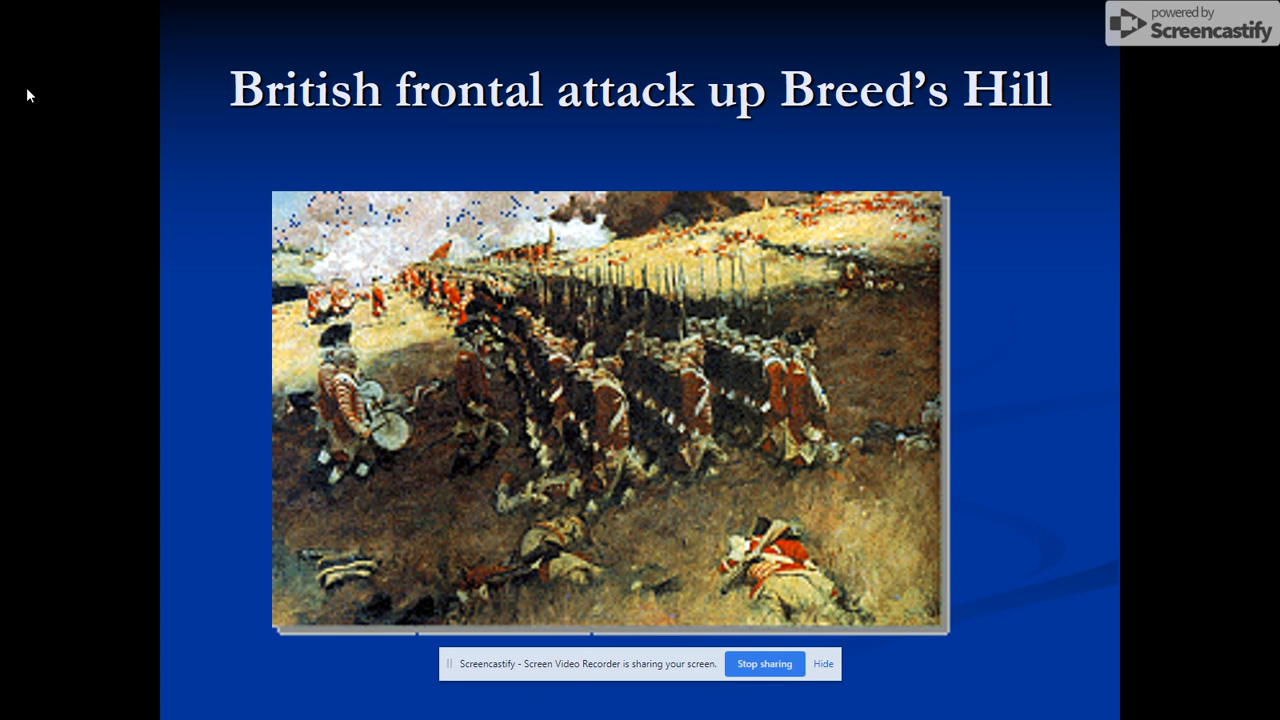 powered by
Screencastify
British frontal attack up Breed’s Hill
Screencastify - Screen Video Recorder is sharing your screen. Stop sharing Hide